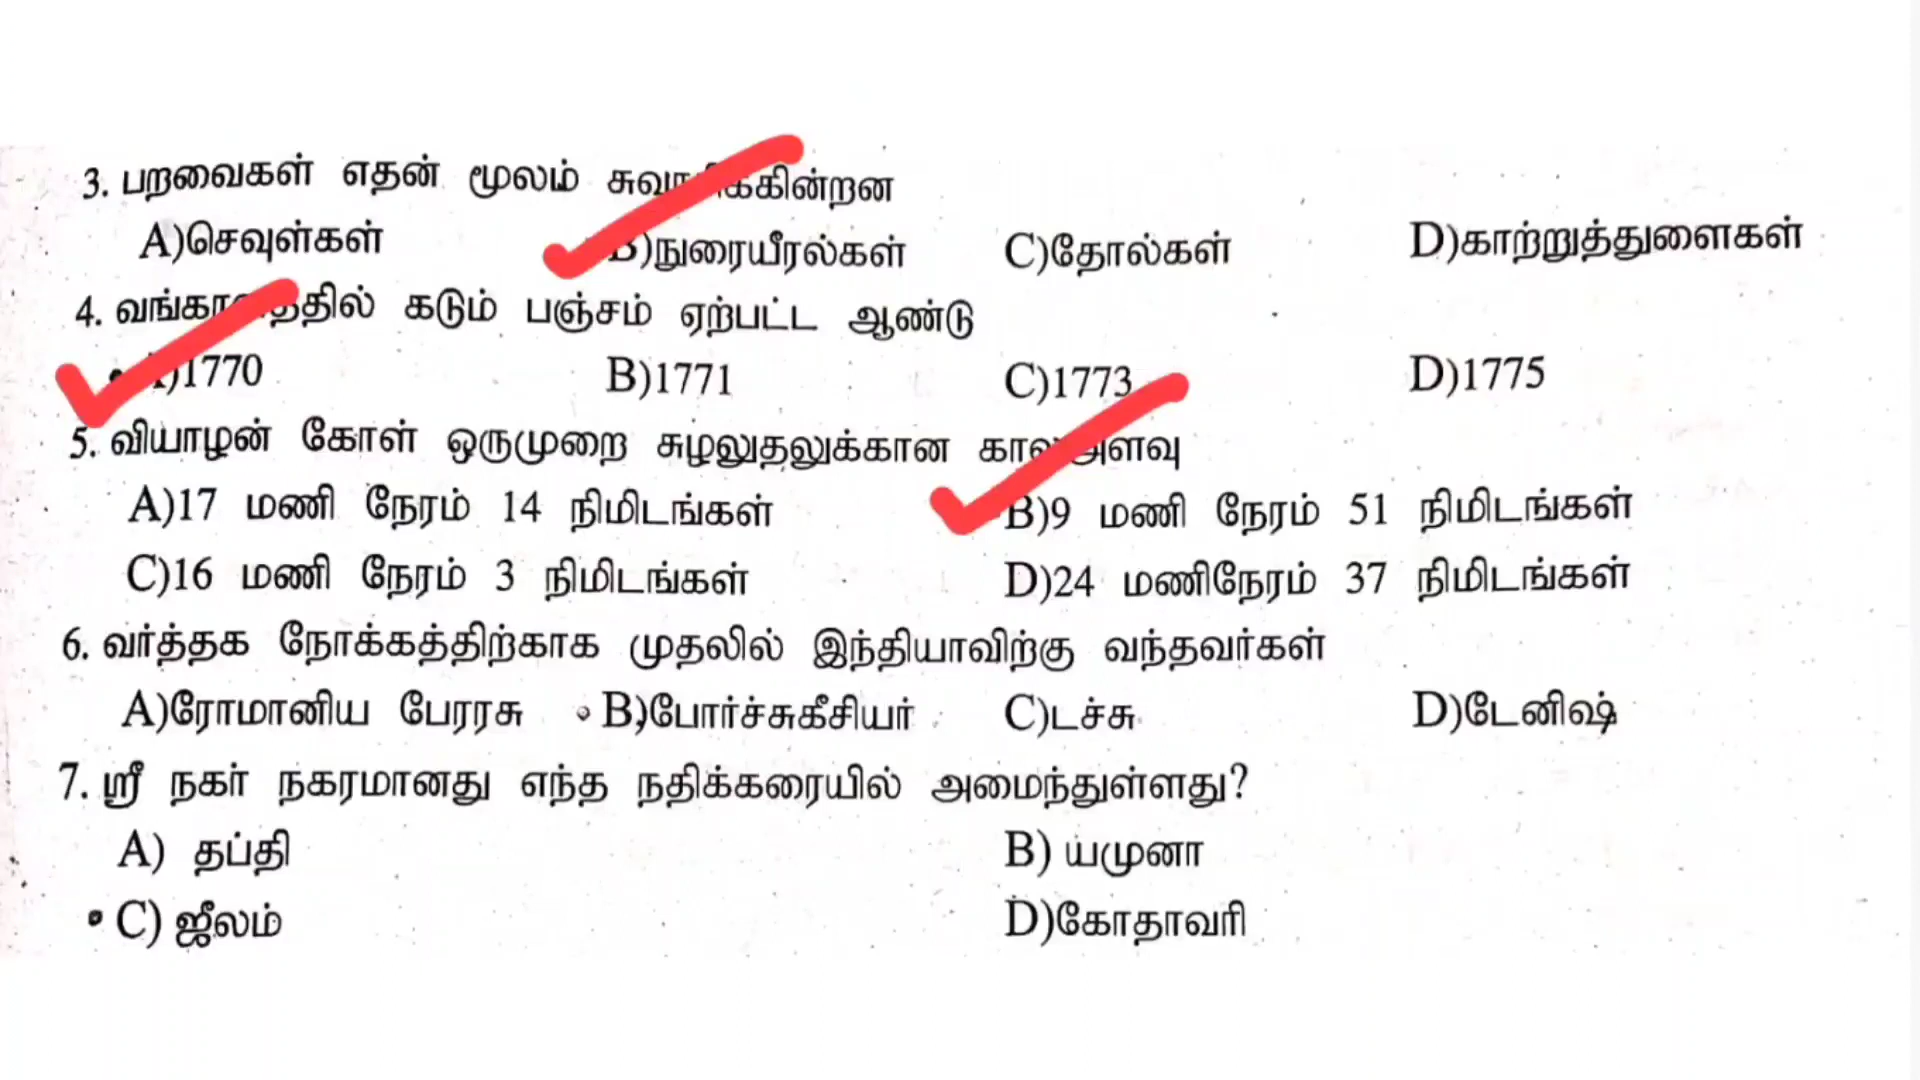 3. பறவைகள் எதன் மூலம் சுவாசிக்கின்றன
A)செவுள்கள் B)நுரையீரல்கள் C)தோல்கள் D)காற்றுத்துளைகள்
4. வங்காளத்தில் கடும் பஞ்சம் ஏற்பட்ட ஆண்டு
A)1770 B)1771 C)1773 D)1775
5. வியாழன் கோள் ஒருமுறை சுழலுதலுக்கான கால அளவு
A)17 மணி நேரம் 14 நிமிடங்கள் B)9 மணி நேரம் 51 நிமிடங்கள்
C)16 மணி நேரம் 3 நிமிடங்கள் D)24 மணிநேரம் 37 நிமிடங்கள்
6. வர்த்தக நோக்கத்திற்காக முதலில் இந்தியாவிற்கு வந்தவர்கள்
A)ரோமானிய பேரரசு B)போர்ச்சுகீசியர் C)டச்சு D)டேனிஷ்
7. ஸ்ரீ நகர் நகரமானது எந்த நதிக்கரையில் அமைந்துள்ளது?
A) தப்தி B) யமுனா
C) ஜீலம் D)கோதாவரி